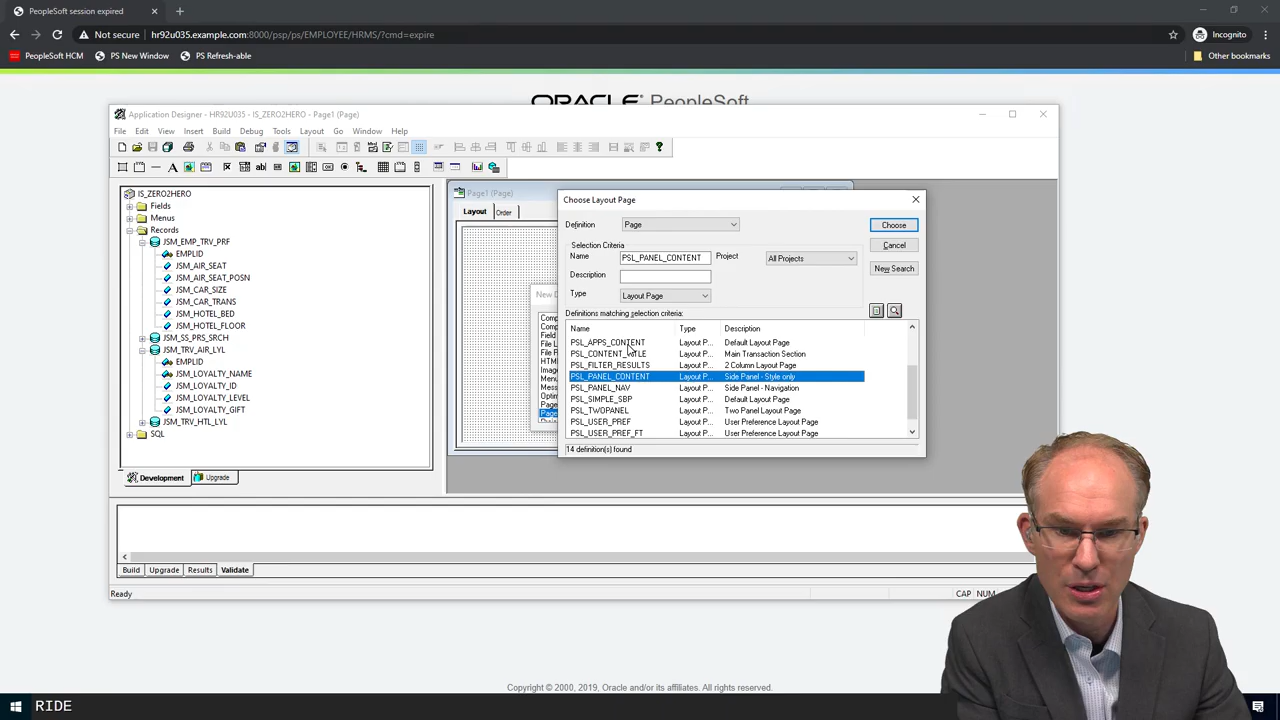 PeopleSoft session expired
Not secure hr92u035.example.com:8000/psp/ps/EMPLOYEE/HRMS/?cmd=expire
Incognito
PeopleSoft HCM PS New Window PS Refresh-able
Other bookmarks
ORACLE PeopleSoft
Application Designer - HR92U035 - IS_ZERO2HERO - Page1 (Page)
File Edit View Insert Build Debug Tools Layout Go Window Help
IS_ZERO2HERO
Fields
Menus
Records
JSM_EMP_TRV_PRF
EMPLID
JSM_AIR_SEAT
JSM_AIR_SEAT_POSN
JSM_CAR_SIZE
JSM_CAR_TRANS
JSM_HOTEL_BED
JSM_HOTEL_FLOOR
JSM_SS_PRS_SRCH
JSM_TRV_AIR_LYL
EMPLID
JSM_LOYALTY_NAME
JSM_LOYALTY_ID
JSM_LOYALTY_LEVEL
JSM_LOYALTY_GIFT
JSM_TRV_HTL_LYL
SQL
Development Upgrade
Page1 (Page)
Layout Order
Choose Layout Page
Definition Page Choose
Selection Criteria
Cancel
Name PSL_PANEL_CONTENT Project All Projects
New Search
Description
Type Layout Page
Definitions matching selection criteria:
Name Type Description
PSL_APPS_CONTENT Layout P... Default Layout Page
Layout P... Main Transaction Section
PSL_FILTER_RESULTS Layout P... 2 Column Layout Page
PSL_PANEL_CONTENT Layout P... Side Panel - Style only
PSL_PANEL_NAV Layout P... Side Panel - Navigation
PSL_SIMPLE_SBP Layout P... Default Layout Page
PSL_TWOPANEL Layout P... Two Panel Layout Page
PSL_USER_PREF Layout P... User Preference Layout Page
PSL_USER_PREF_FT Layout P... User Preference Layout Page
14 definition(s) found
Build Upgrade Results Validate
Ready
CAP NUM
Copyright © 2000, 2019, Oracle and/or its affiliates. All rights reserved.
RIDE